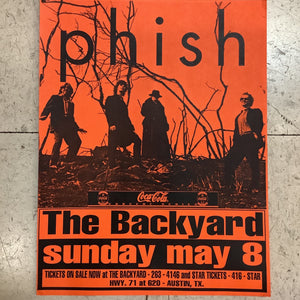 phish
Coca-Cola
The Backyard
sunday may 8
TICKETS ON SALE NOW at THE BACKYARD - 263 - 4146 and STAR TICKETS - 416 - STAR
HWY. 71 at 620 - AUSTIN, TX.